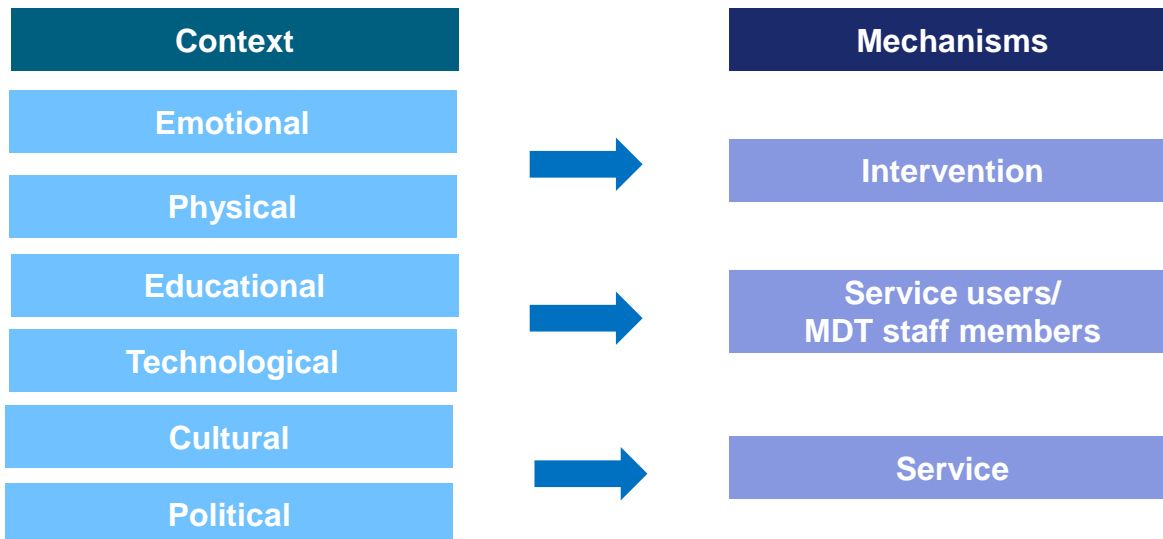 Context
Emotional
Physical
Educational
Technological
Cultural
Political
Mechanisms
Intervention
Service users/
MDT staff members
Service